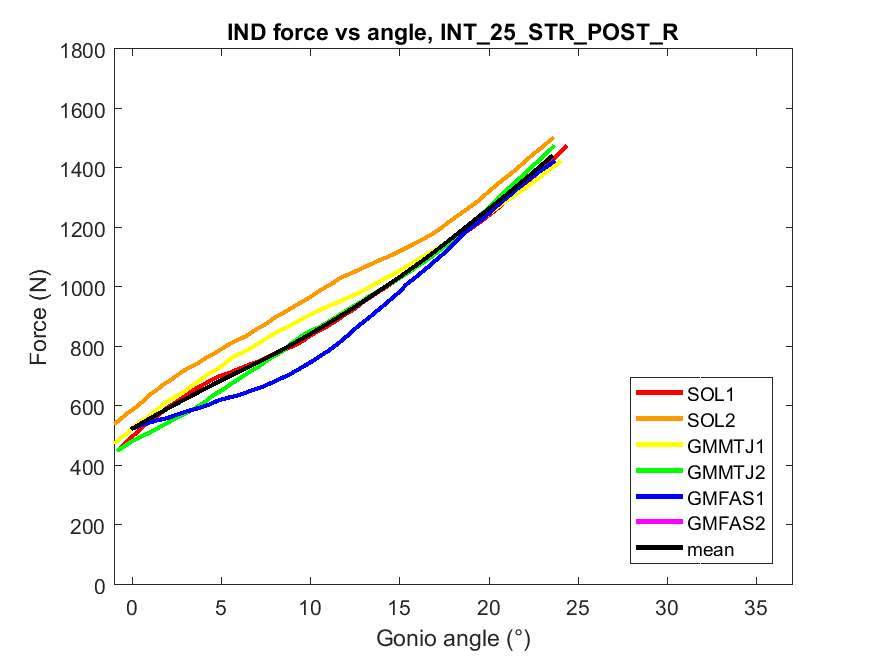 IND force vs angle, INT_25_STR_POST_R
1800
1600
1400
1200
1000
800
600
400
200
0
Force (N)
0 5 10 15 20 25 30 35
Gonio angle (°)
SOL1
SOL2
GMMTJ1
GMMTJ2
GMFAS1
GMFAS2
mean